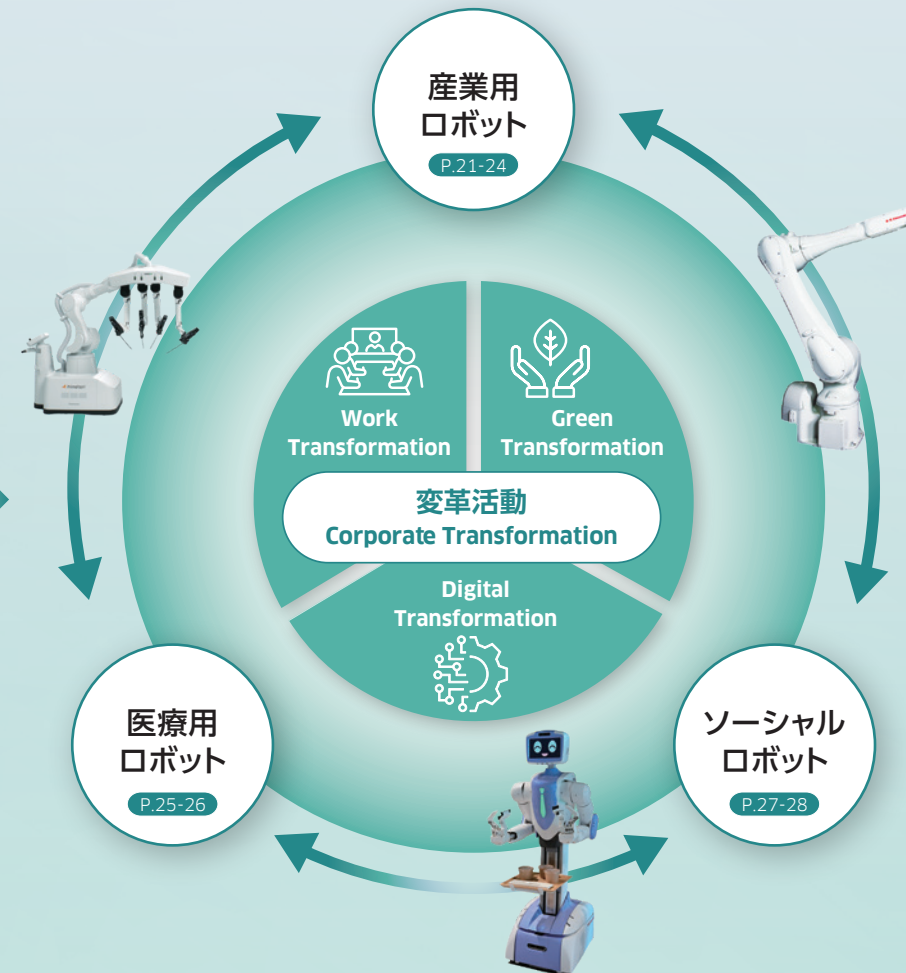 産業用
ロボット
P.21-24
Work
Transformation
Green
Transformation
変革活動
Corporate Transformation
Digital
Transformation
医療用
ロボット
P.25-26
ソーシャル
ロボット
P.27-28